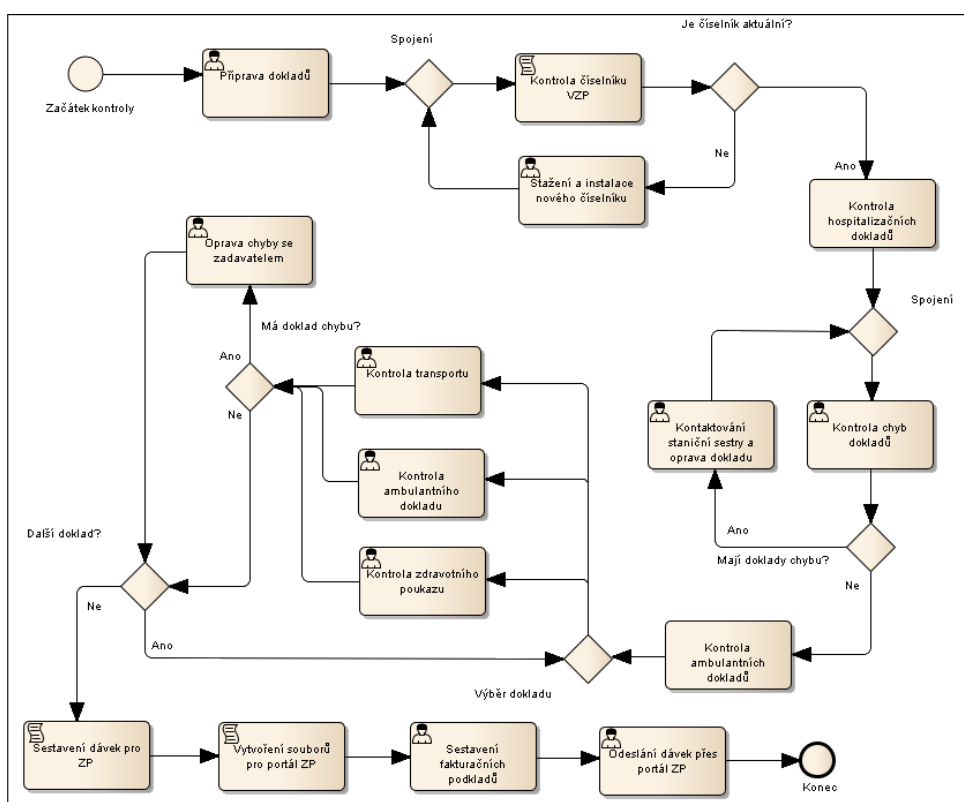 Je číselník aktuální?
Spojení
Příprava dokladů
Kontrola číselníku
VZP
Začátek kontroly
Ne
Ano
Stažení a instalace
nového číselníku
Kontrola
hospitalizačních
dokladů
Oprava chyby se
zadavatelem
Spojení
Má doklad chybu?
Ano
Ne
Kontrola transportu
Kontaktování
staniční sestry a
oprava dokladu
Kontrola chyb
dokladů
Kontrola
ambulantního
dokladu
Ano
Mají doklady chybu?
Ne
Další doklad?
Kontrola zdravotního
poukazu
Ne
Ano
Kontrola
ambulantních
dokladů
Výběr dokladu
Sestavení dávek pro
ZP
Vytvoření souborů
pro portál ZP
Sestavení
fakturačních
podkladů
Odeslání dávek přes
portál ZP
Konec